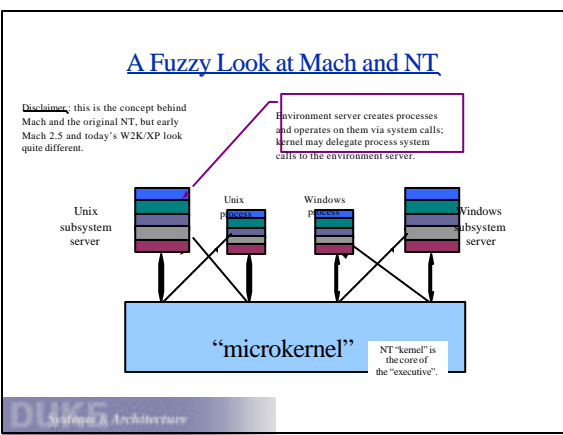 A Fuzzy Look at Mach and NT
Disclaimer: this is the concept behind
Mach and the original NT, but early
Mach 2.5 and today's W2K/XP look
quite different.
Environment server creates processes
and operates on them via system calls;
kernel may delegate process system
calls to the environment server.
Unix
subsystem
server
Unix
process
Windows
process
Windows
subsystem
server
“microkernel”
NT “kernel” is
the core of
the “executive”.
DUKE
Systems & Architecture